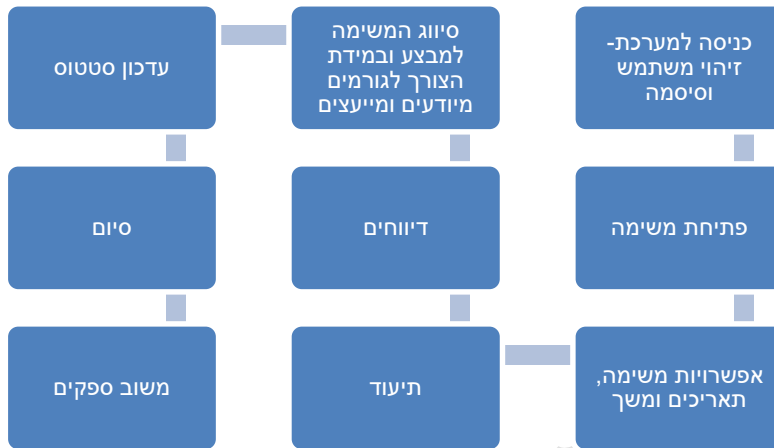 כניסה למערכת-
זיהוי משתמש
וסיסמה
פתיחת משימה
אפשרויות משימה,
תאריכים ומשך
תיעוד
דיווחים
סיווג המשימה
למבצע ובמידת
הצורך לגורמים
מיודעים ומייעצים
עדכון סטטוס
סיום
משוב ספקים